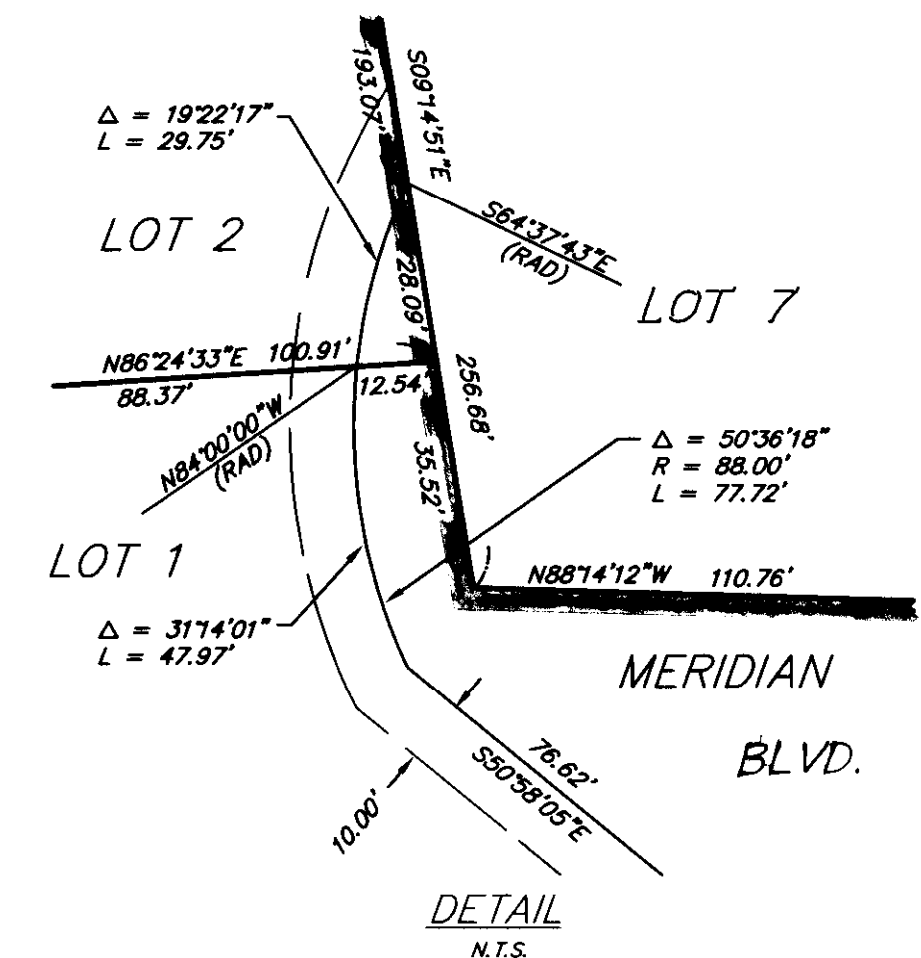 193.07'
S09°14'51"E
Δ = 19°22'17"
L = 29.75'
LOT 2
S64°37'43"E
(RAD)
LOT 7
28.09'
N86°24'33"E 100.91'
88.37'
12.54'
256.68'
N84°00'00"W
(RAD)
Δ = 50°36'18"
R = 88.00'
L = 77.72'
35.52'
LOT 1
N88°14'12"W 110.76'
Δ = 31°14'01"
L = 47.97'
MERIDIAN
BLVD.
76.62'
S50°58'05"E
10.00'
DETAIL
N.T.S.